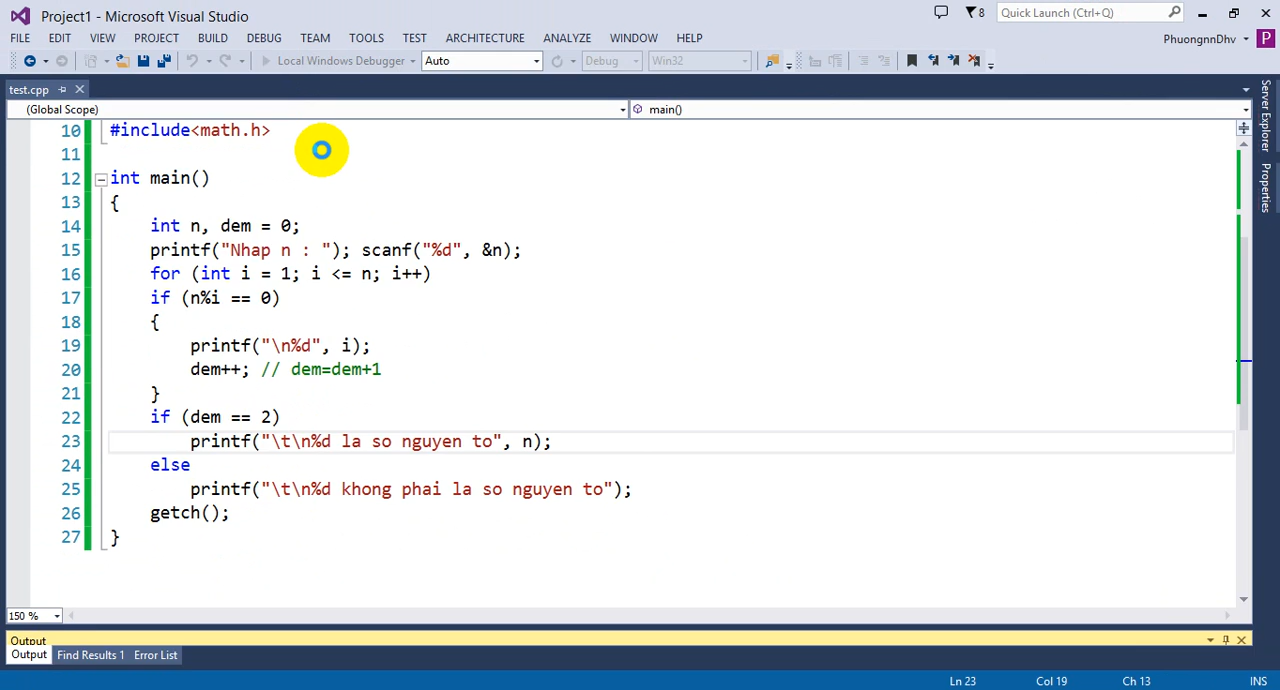 Project1 - Microsoft Visual Studio
8
Quick Launch (Ctrl+Q)
FILE EDIT VIEW PROJECT BUILD DEBUG TEAM TOOLS TEST ARCHITECTURE ANALYZE WINDOW HELP
PhuongnnDhv
P
Local Windows Debugger
Auto
Debug
Win32
test.cpp
(Global Scope)
main()
10 #include<math.h>
11
12 int main()
13 {
14 int n, dem = 0;
15 printf("Nhap n : "); scanf("%d", &n);
16 for (int i = 1; i <= n; i++)
17 if (n%i == 0)
18 {
19 printf("\n%d", i);
20 dem++; // dem=dem+1
21 }
22 if (dem == 2)
23 printf("\t\n%d la so nguyen to", n);
24 else
25 printf("\t\n%d khong phai la so nguyen to");
26 getch();
27 }
Server Explorer
Properties
150 %
Output
Output Find Results 1 Error List
Ln 23 Col 19 Ch 13 INS